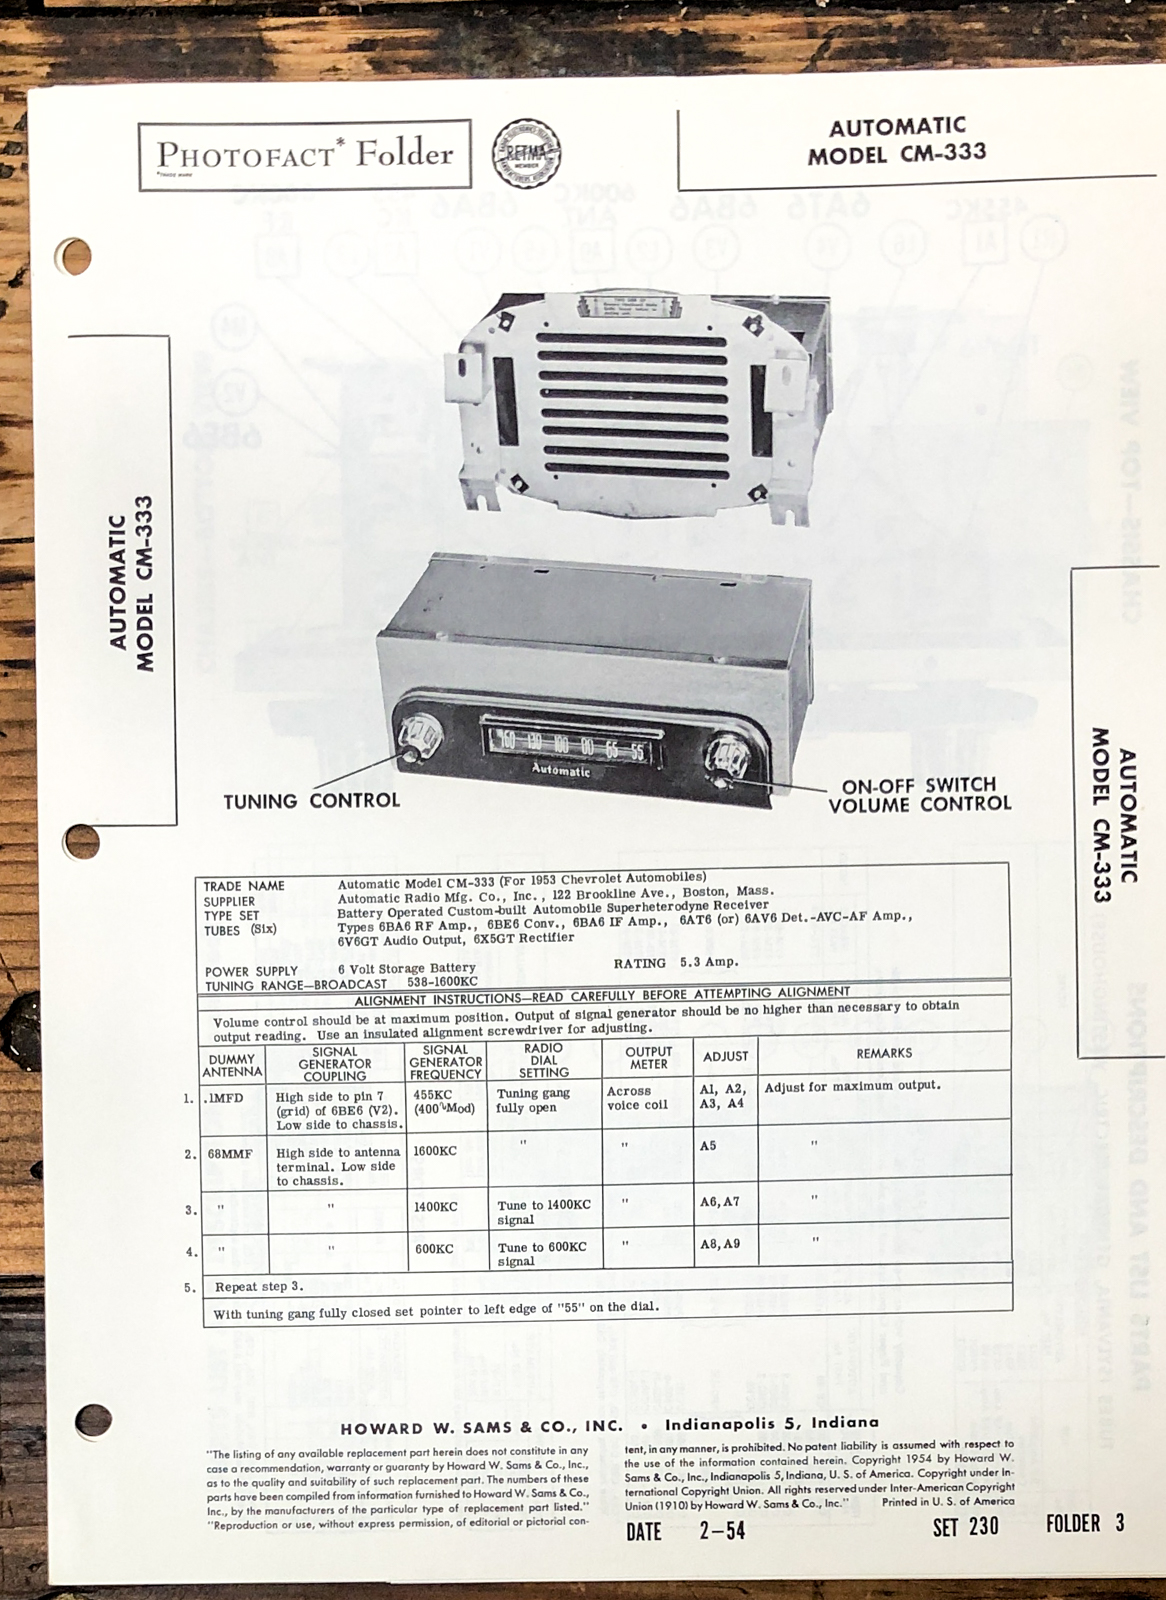 PHOTOFACT* Folder
*TRADE MARK
RETMA
MEMBER
AUTOMATIC
MODEL CM-333
AUTOMATIC
MODEL CM-333
AUTOMATIC
MODEL CM-333
160 130 100 80 65 55
Automatic
TUNING CONTROL
ON-OFF SWITCH
VOLUME CONTROL
TRADE NAME Automatic Model CM-333 (For 1953 Chevrolet Automobiles)
SUPPLIER Automatic Radio Mfg. Co., Inc., 122 Brookline Ave., Boston, Mass.
TYPE SET Battery Operated Custom-built Automobile Superheterodyne Receiver
TUBES (Six) Types 6BA6 RF Amp., 6BE6 Conv., 6BA6 IF Amp., 6AT6 (or) 6AV6 Det.-AVC-AF Amp.,
6V6GT Audio Output, 6X5GT Rectifier
POWER SUPPLY 6 Volt Storage Battery RATING 5.3 Amp.
TUNING RANGE—BROADCAST 538-1600KC
ALIGNMENT INSTRUCTIONS—READ CAREFULLY BEFORE ATTEMPTING ALIGNMENT
Volume control should be at maximum position. Output of signal generator should be no higher than necessary to obtain
output reading. Use an insulated alignment screwdriver for adjusting.
DUMMY
ANTENNA
SIGNAL
GENERATOR
COUPLING
SIGNAL
GENERATOR
FREQUENCY
RADIO
DIAL
SETTING
OUTPUT
METER
ADJUST
REMARKS
1. .1MFD High side to pin 7 455KC Tuning gang Across A1, A2, Adjust for maximum output.
(grid) of 6BE6 (V2). (400~Mod) fully open voice coil A3, A4
Low side to chassis.
2. 68MMF High side to antenna 1600KC " " A5 "
terminal. Low side
to chassis.
3. " " 1400KC Tune to 1400KC " A6, A7 "
signal
4. " " 600KC Tune to 600KC " A8, A9 "
signal
5. Repeat step 3.
With tuning gang fully closed set pointer to left edge of "55" on the dial.
HOWARD W. SAMS & CO., INC. • Indianapolis 5, Indiana
"The listing of any available replacement part herein does not constitute in any
case a recommendation, warranty or guaranty by Howard W. Sams & Co., Inc.,
as to the quality and suitability of such replacement part. The numbers of these
parts have been compiled from information furnished to Howard W. Sams & Co.,
Inc., by the manufacturers of the particular type of replacement part listed."
"Reproduction or use, without express permission, of editorial or pictorial con-
tent, in any manner, is prohibited. No patent liability is assumed with respect to
the use of the information contained herein. Copyright 1954 by Howard W.
Sams & Co., Inc., Indianapolis 5, Indiana, U. S. of America. Copyright under In-
ternational Copyright Union. All rights reserved under Inter-American Copyright
Union (1910) by Howard W. Sams & Co., Inc." Printed in U. S. of America
DATE 2-54 SET 230 FOLDER 3